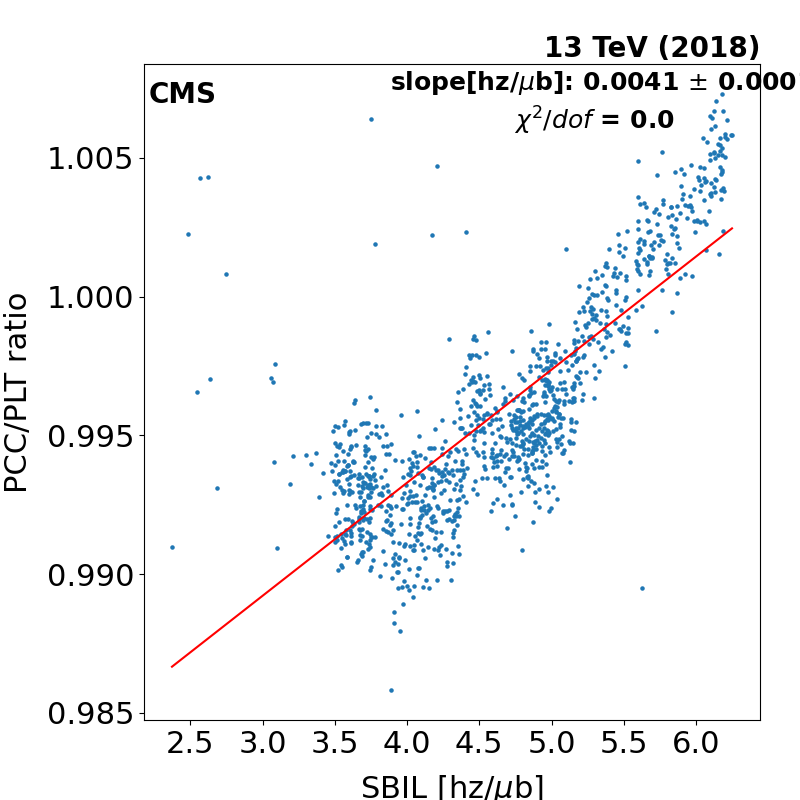 13 TeV (2018)
CMS
slope[hz/μb]: 0.0041 ± 0.000
χ²/dof = 0.0
PCC/PLT ratio
1.005
1.000
0.995
0.990
0.985
2.5 3.0 3.5 4.0 4.5 5.0 5.5 6.0
SBIL [hz/μb]